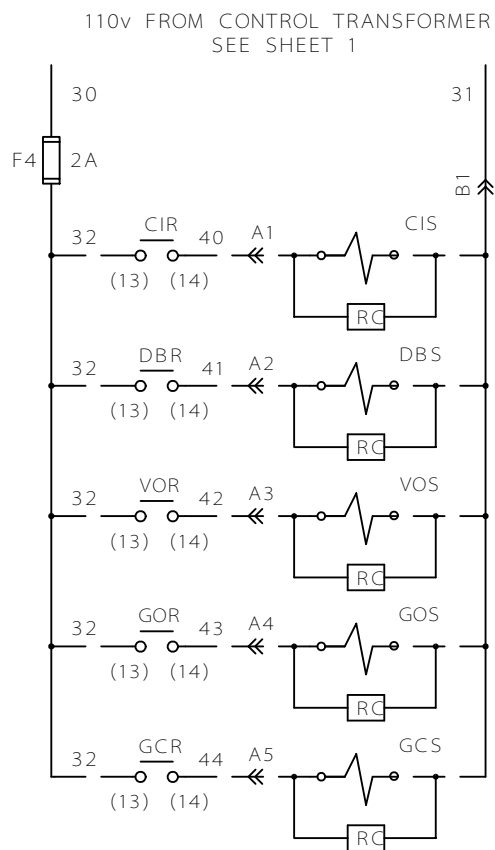 110v FROM CONTROL TRANSFORMER
SEE SHEET 1
30
31
F4
2A
B1
32
CIR
40
A1
CIS
(13)
(14)
RC
32
DBR
41
A2
DBS
(13)
(14)
RC
32
VOR
42
A3
VOS
(13)
(14)
RC
32
GOR
43
A4
GOS
(13)
(14)
RC
32
GCR
44
A5
GCS
(13)
(14)
RC